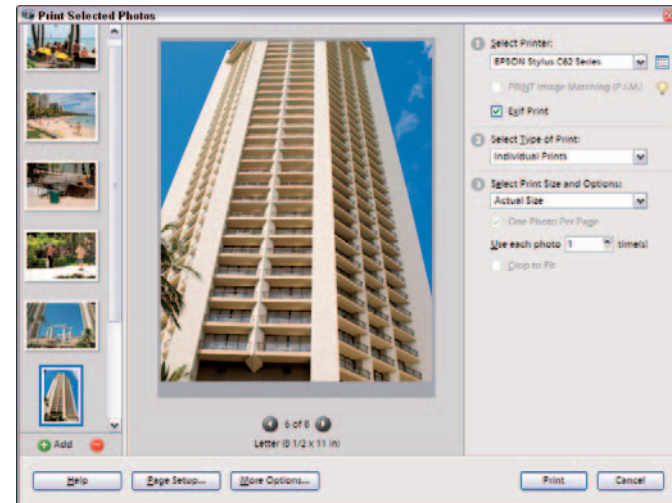 Print Selected Photos
1 Select Printer:
EPSON Stylus C62 Series
PRINT Image Matching (P.I.M.)
Exif Print
2 Select Type of Print:
Individual Prints
3 Select Print Size and Options:
Actual Size
One Photo Per Page
Use each photo 1 time(s)
Crop to Fit
6 of 8
Letter (8 1/2 x 11 in)
Add
Help
Page Setup...
More Options...
Print
Cancel